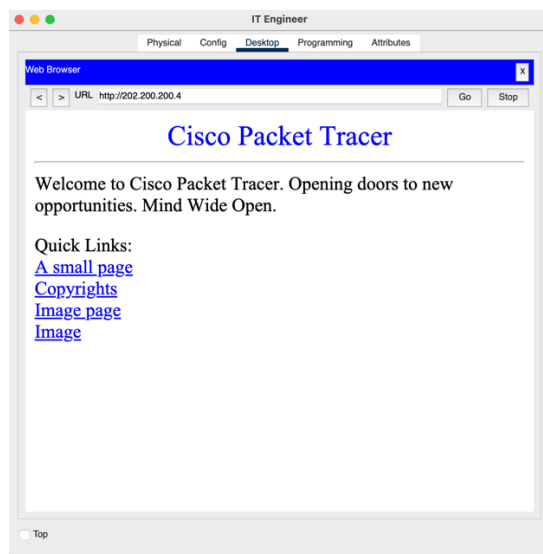 IT Engineer
Physical Config Desktop Programming Attributes
Web Browser
X
< > URL http://202.200.200.4 Go Stop
Cisco Packet Tracer
Welcome to Cisco Packet Tracer. Opening doors to new
opportunities. Mind Wide Open.
Quick Links:
A small page
Copyrights
Image page
Image
Top